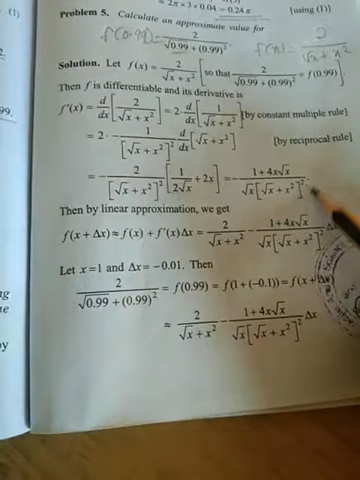 .(1)
= 2π × 3 × 0.04 = 0.24 π [using (1)]
Problem 5. Calculate an approximate value for
f(0.99) = 2/(√0.99 + (0.99)²). f(x) = 2/(√x + x²)
Solution. Let f(x) = 2/(√x + x²) [so that 2/(√0.99 + (0.99)²) = f(0.99)].
Then f is differentiable and its derivative is
f'(x) = d/dx [2/(√x + x²)] = 2 · d/dx [1/(√x + x²)] [by constant multiple rule]
= 2 · - 1/[√x + x²]² d/dx [√x + x²] [by reciprocal rule]
= - 2/[√x + x²]² [1/(2√x) + 2x] = - (1 + 4x√x)/(√x[√x + x²]²).
Then by linear approximation, we get
f(x + Δx) ≈ f(x) + f'(x) Δx = 2/(√x + x²) - (1 + 4x√x)/(√x[√x + x²]²) Δx
Let x = 1 and Δx = −0.01. Then
2/(√0.99 + (0.99)²) = f(0.99) = f(1 + (−0.1)) = f(x + Δx)
≈ 2/(√x + x²) - (1 + 4x√x)/(√x[√x + x²]²) Δx